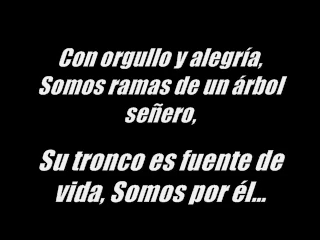 Con orgullo y alegría,
Somos ramas de un árbol
señero,
Su tronco es fuente de
vida, Somos por él...